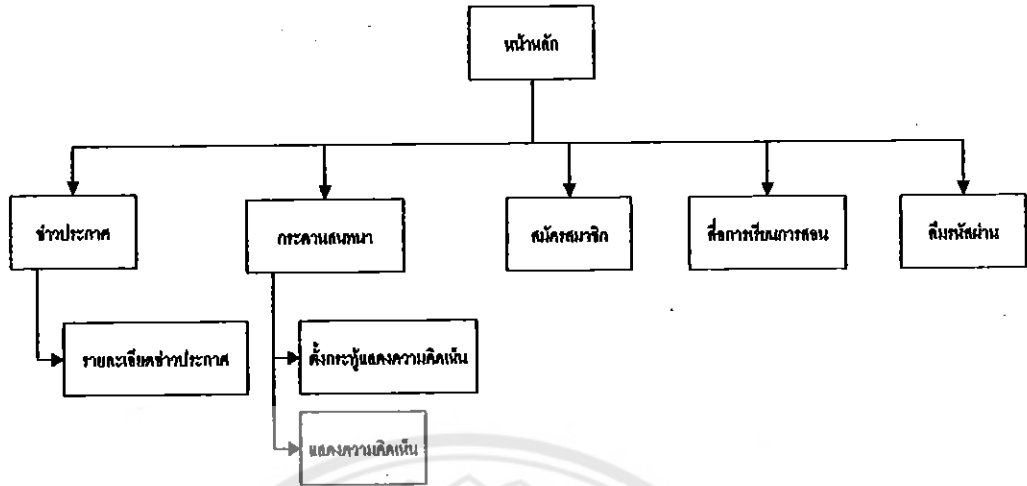 หน้าหลัก
ข่าวประกาศ
กระดานสนทนา
สมัครสมาชิก
สื่อการเรียนการสอน
ลืมรหัสผ่าน
รายละเอียดข่าวประกาศ
ตั้งกระทู้แสดงความคิดเห็น
แสดงความคิดเห็น